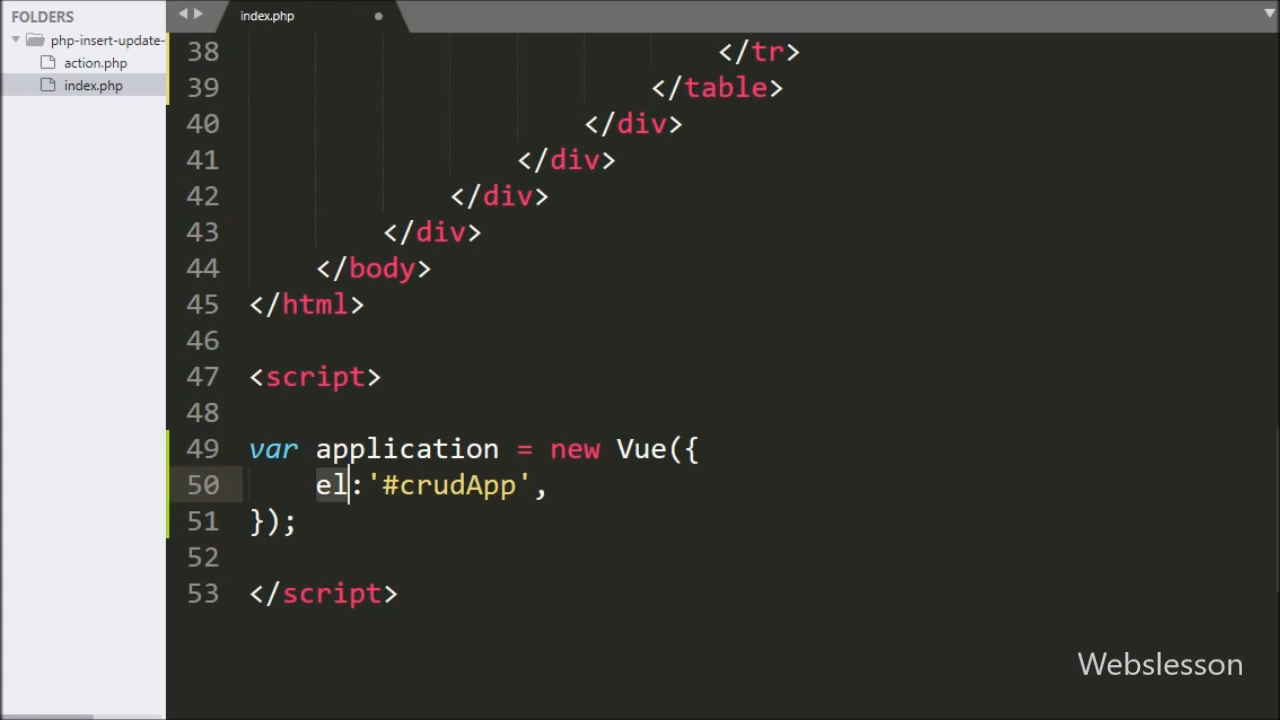 FOLDERS
php-insert-update-
action.php
index.php
index.php
38 </tr>
39 </table>
40 </div>
41 </div>
42 </div>
43 </div>
44 </body>
45 </html>
46
47 <script>
48
49 var application = new Vue({
50 el:'#crudApp',
51 });
52
53 </script>
Webslesson